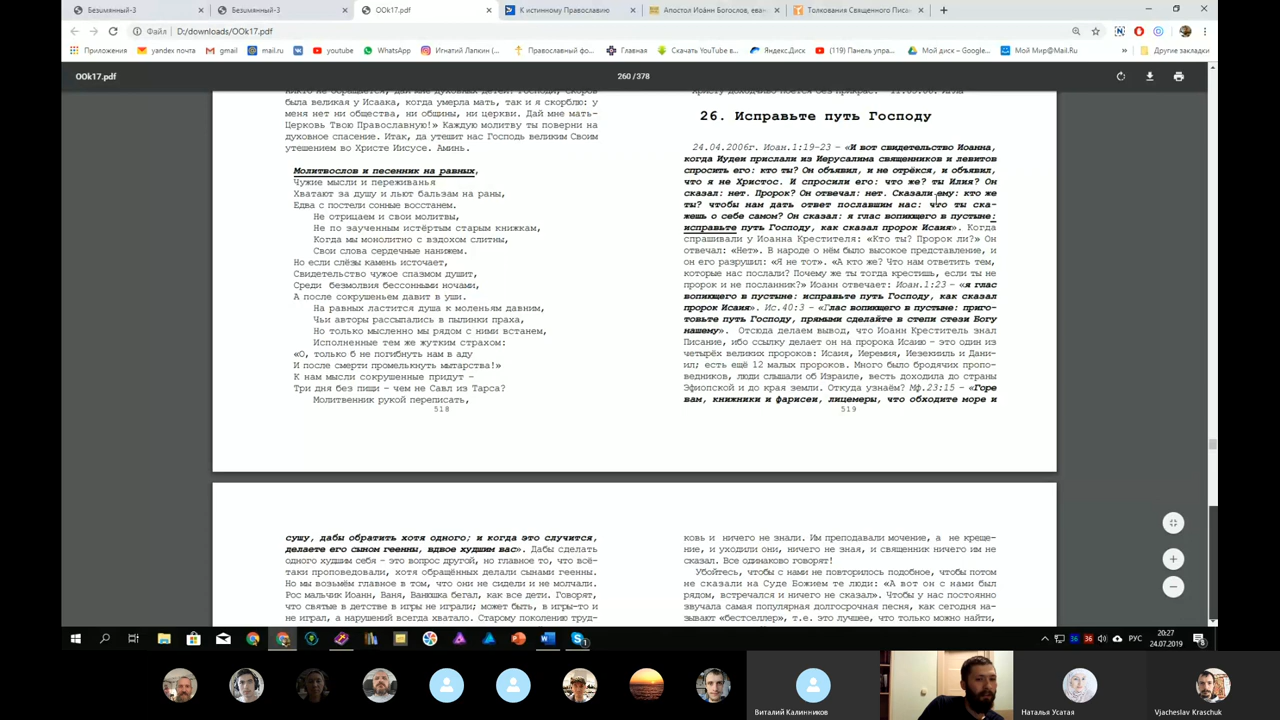 Безымянный-3
Безымянный-3
OOk17.pdf
К истинному Православию
Апостол Иоáнн Богослов, ева
Толкования Священного Писа
Файл
D:/downloads/OOk17.pdf
Приложения
yandex почта
gmail
mail.ru
youtube
WhatsApp
Игнатий Лапкин (...
Православный фо...
Главная
Скачать YouTube в...
Яндекс.Диск
(119) Панель упра...
Мой диск – Google...
Мой Мир@Mail.Ru
Другие закладки
OOk17.pdf
260 / 378
была великая у Исаака, когда умерла мать, так и я скорблю: у
меня нет ни общества, ни общины, ни церкви. Дай мне мать-
Церковь Твою Православную!» Каждую молитву ты поверни на
духовное спасение. Итак, да утешит нас Господь великим Своим
утешением во Христе Иисусе. Аминь.
Молитвослов и песенник на равных,
Чужие мысли и переживанья
Хватают за душу и льют бальзам на раны,
Едва с постели сонные восстанем.
Не отрицаем и свои молитвы,
Не по заученным истёртым старым книжкам,
Когда мы монолитно с вздохом слитны,
Свои слова сердечные нанижем.
Но если слёзы камень источает,
Свидетельство чужое спазмом душит,
Среди безмолвия бессонными ночами,
А после сокрушеньем давит в уши.
На равных ластится душа к моленьям давним,
Чьи авторы рассыпались в пылинки праха,
Но только мысленно мы рядом с ними встанем,
Исполненные тем же жутким страхом:
«О, только б не погибнуть нам в аду
И после смерти промелькнуть мытарства!»
К нам мысли сокрушенные придут –
Три дня без пищи – чем не Савл из Тарса?
Молитвенник рукой переписать,
518
26. Исправьте путь Господу
24.04.2006г. Иоан.1:19-23 – «И вот свидетельство Иоанна,
когда Иудеи прислали из Иерусалима священников и левитов
спросить его: кто ты? Он объявил, и не отрёкся, и объявил,
что я не Христос. И спросили его: что же? ты Илия? Он
сказал: нет. Пророк? Он отвечал: нет. Сказали ему: кто же
ты? чтобы нам дать ответ пославшим нас: что ты ска-
жешь о себе самом? Он сказал: я глас вопиющего в пустыне:
исправьте путь Господу, как сказал пророк Исаия». Когда
спрашивали у Иоанна Крестителя: «Кто ты? Пророк ли?» Он
отвечал: «Нет». В народе о нём было высокое представление, и
он его разрушил: «Я не тот». «А кто же? Что нам ответить тем,
которые нас послали? Почему же ты тогда крестишь, если ты не
пророк и не посланник?» Иоанн отвечает: Иоан.1:23 – «я глас
вопиющего в пустыне: исправьте путь Господу, как сказал
пророк Исаия». Ис.40:3 – «Глас вопиющего в пустыне: приго-
товьте путь Господу, прямыми сделайте в степи стези Богу
нашему». Отсюда делаем вывод, что Иоанн Креститель знал
Писание, ибо ссылку делает он на пророка Исаию – это один из
четырёх великих пророков: Исаия, Иеремия, Иезекииль и Дани-
ил; есть ещё 12 малых пророков. Много было бродячих пропо-
ведников, люди слышали об Израиле, весть доходила до страны
Эфиопской и до края земли. Откуда узнаём? Мф.23:15 – «Горе
вам, книжники и фарисеи, лицемеры, что обходите море и
519
сушу, дабы обратить хотя одного; и когда это случится,
делаете его сыном геенны, вдвое худшим вас». Дабы сделать
одного худшим себя – это вопрос другой, но главное то, что всё-
таки проповедовали, хотя обращённых делали сынами геенны.
Но мы возьмём главное в том, что они не сидели и не молчали.
Рос мальчик Иоанн, Ваня, Ванюшка бегал, как все дети. Говорят,
что святые в детстве в игры не играли; может быть, в игры-то и
не играл, а нарушений всегда хватало. Старому поколению труд-
ковь и ничего не знали. Им преподавали мочение, а не креще-
ние, и уходили они, ничего не зная, и священник ничего им не
сказал. Все одинаково говорят!
Убойтесь, чтобы с нами не повторилось подобное, чтобы потом
не сказали на Суде Божием те люди: «А вот он с нами был
рядом, встречался и ничего не сказал». Чтобы у нас постоянно
звучала самая популярная долгосрочная песня, как сегодня на-
зывают «бестселлер», т.е. это лучшее, что только можно найти,
36
36
РУС
20:27
24.07.2019
Виталий Калинников
Наталья Усатая
Vjacheslav Kraschuk